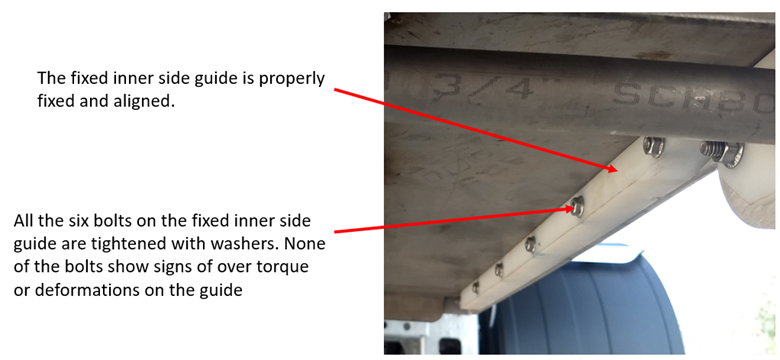 The fixed inner side guide is properly
fixed and aligned.
3/4" SCH80
All the six bolts on the fixed inner side
guide are tightened with washers. None
of the bolts show signs of over torque
or deformations on the guide